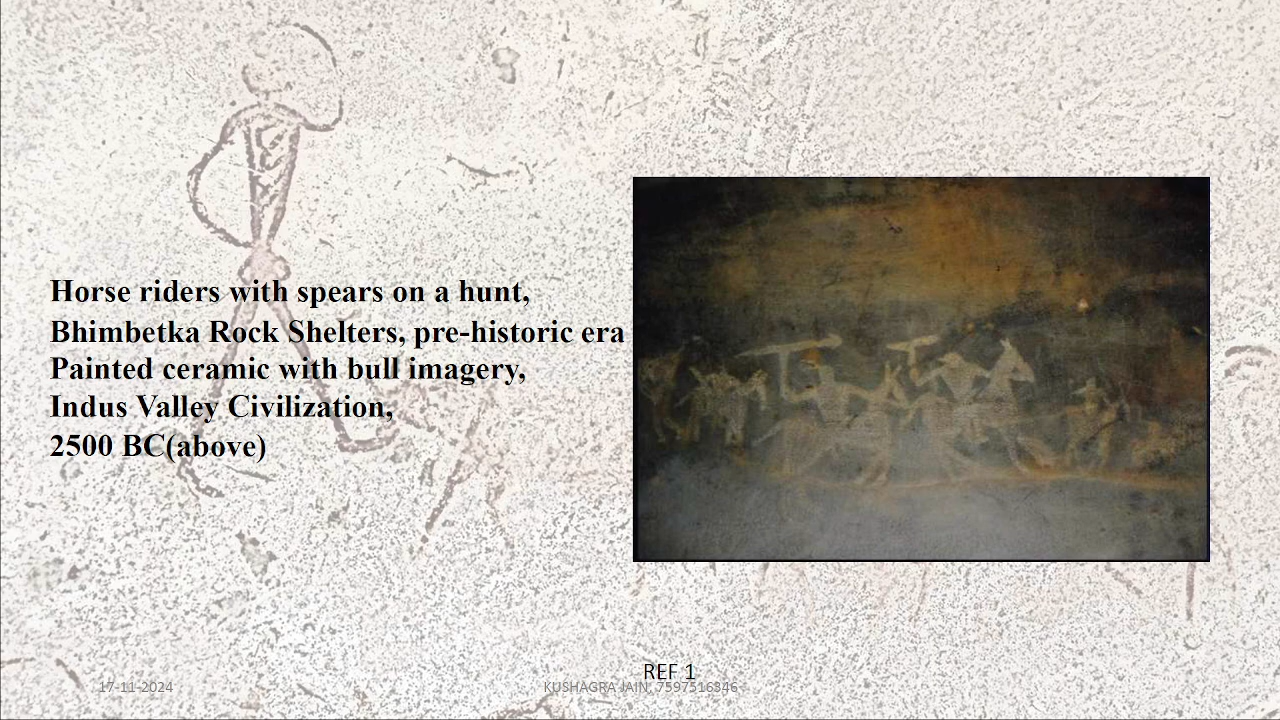 Horse riders with spears on a hunt,
Bhimbetka Rock Shelters, pre-historic era
Painted ceramic with bull imagery,
Indus Valley Civilization,
2500 BC(above)
REF 1
17-11-2024
KUSHAGRA JAIN, 7597516346